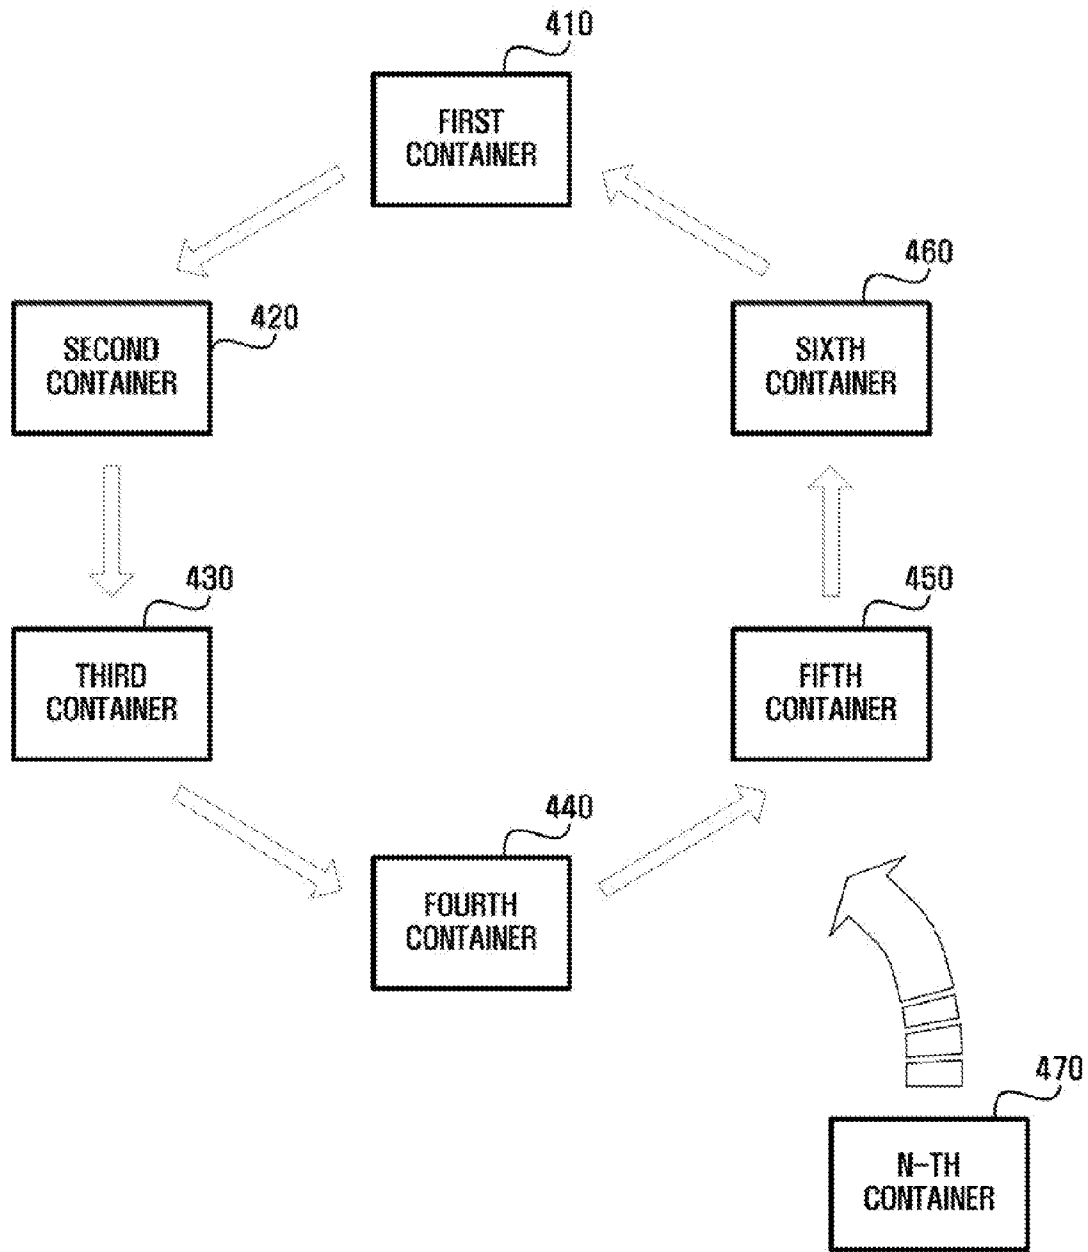 410
FIRST
CONTAINER
460
420
SECOND
CONTAINER
SIXTH
CONTAINER
430
450
THIRD
CONTAINER
FIFTH
CONTAINER
440
FOURTH
CONTAINER
470
N-TH
CONTAINER